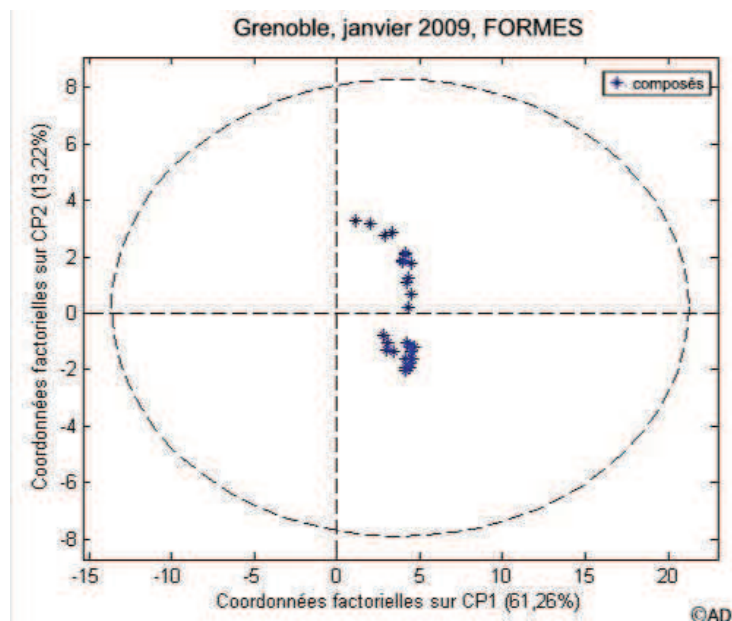 Grenoble, janvier 2009, FORMES
composés
Coordonnées factorielles sur CP2 (13,22%)
8
6
4
2
0
-2
-4
-6
-8
-15 -10 -5 0 5 10 15 20
Coordonnées factorielles sur CP1 (61,26%)
©AD